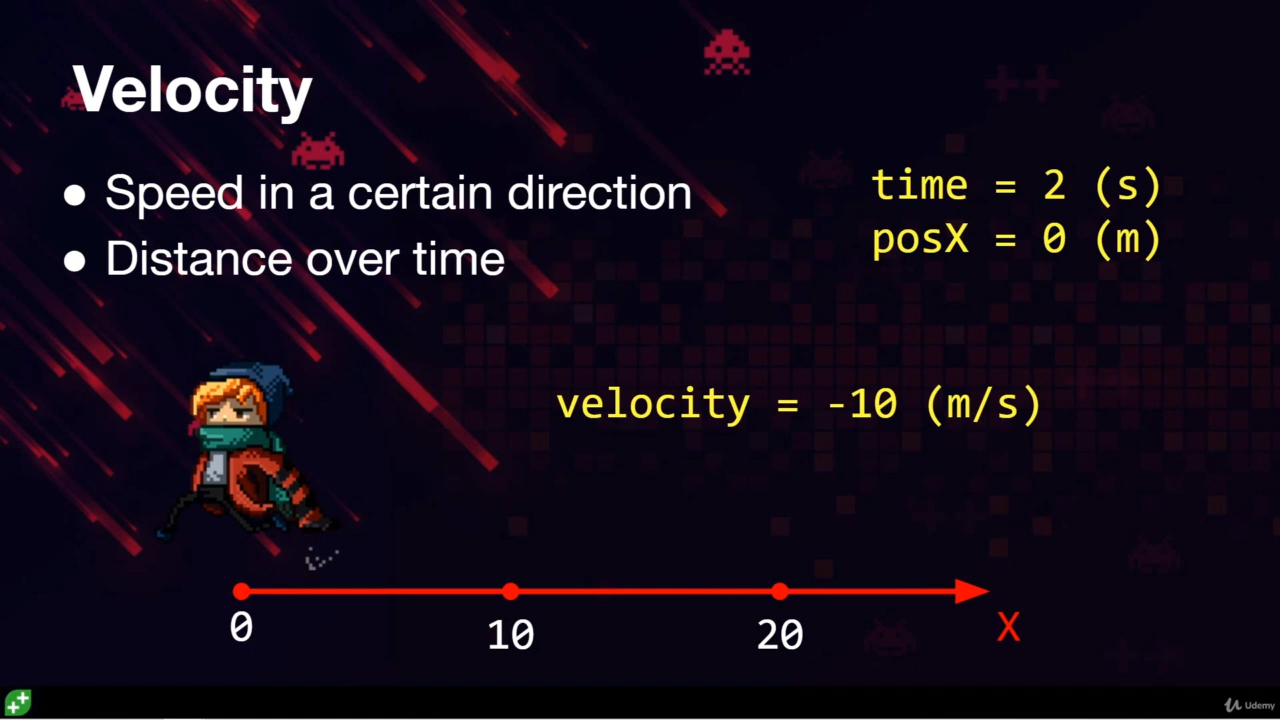 Velocity
● Speed in a certain direction
● Distance over time
time = 2 (s)
posX = 0 (m)
velocity = -10 (m/s)
0
10
20
X
Udemy